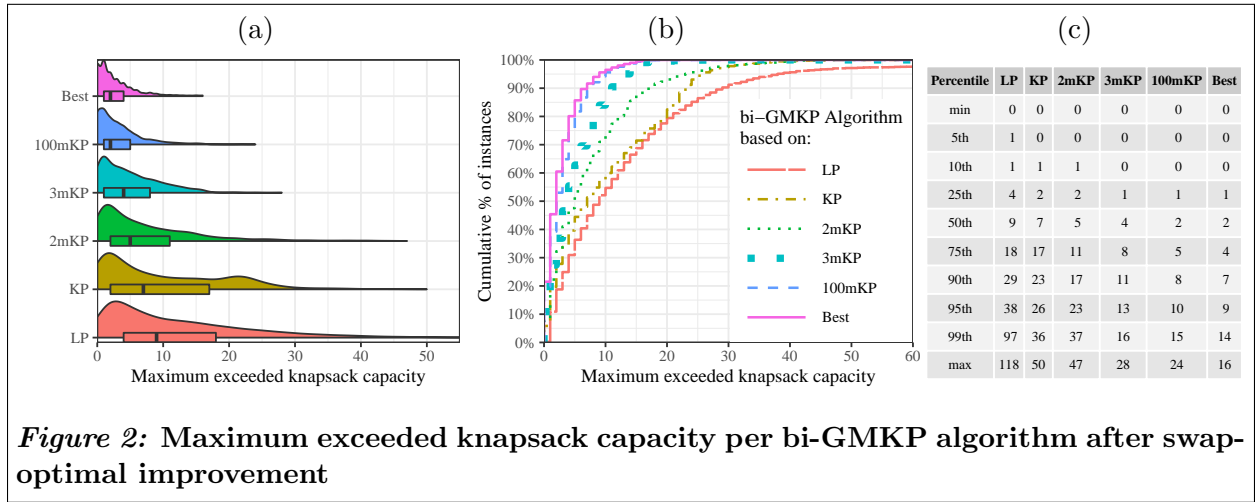 (a)
Best
100mKP
3mKP
2mKP
KP
LP
0 10 20 30 40 50
Maximum exceeded knapsack capacity
(b)
100%
90%
80%
70%
60%
50%
40%
30%
20%
10%
0%
Cumulative % of instances
bi−GMKP Algorithm
based on:
LP
KP
2mKP
3mKP
100mKP
Best
0 10 20 30 40 50 60
Maximum exceeded knapsack capacity
(c)
Percentile LP KP 2mKP 3mKP 100mKP Best
min 0 0 0 0 0 0
5th 1 0 0 0 0 0
10th 1 1 1 0 0 0
25th 4 2 2 1 1 1
50th 9 7 5 4 2 2
75th 18 17 11 8 5 4
90th 29 23 17 11 8 7
95th 38 26 23 13 10 9
99th 97 36 37 16 15 14
max 118 50 47 28 24 16
Figure 2: Maximum exceeded knapsack capacity per bi-GMKP algorithm after swap-
optimal improvement